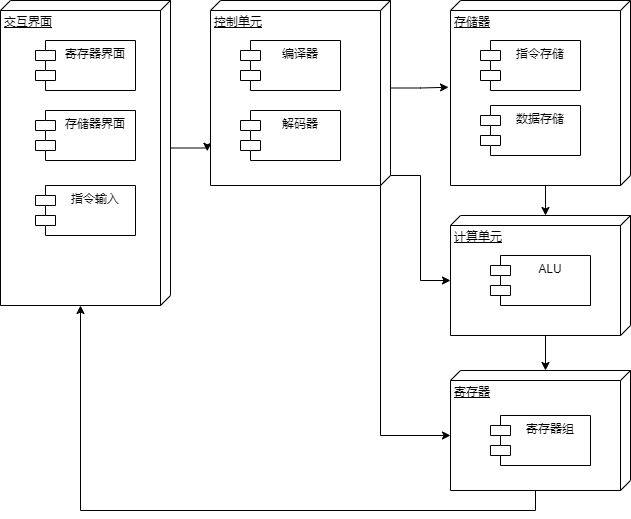 交互界面
寄存器界面
存储器界面
指令输入
控制单元
编译器
解码器
存储器
指令存储
数据存储
计算单元
ALU
寄存器
寄存器组